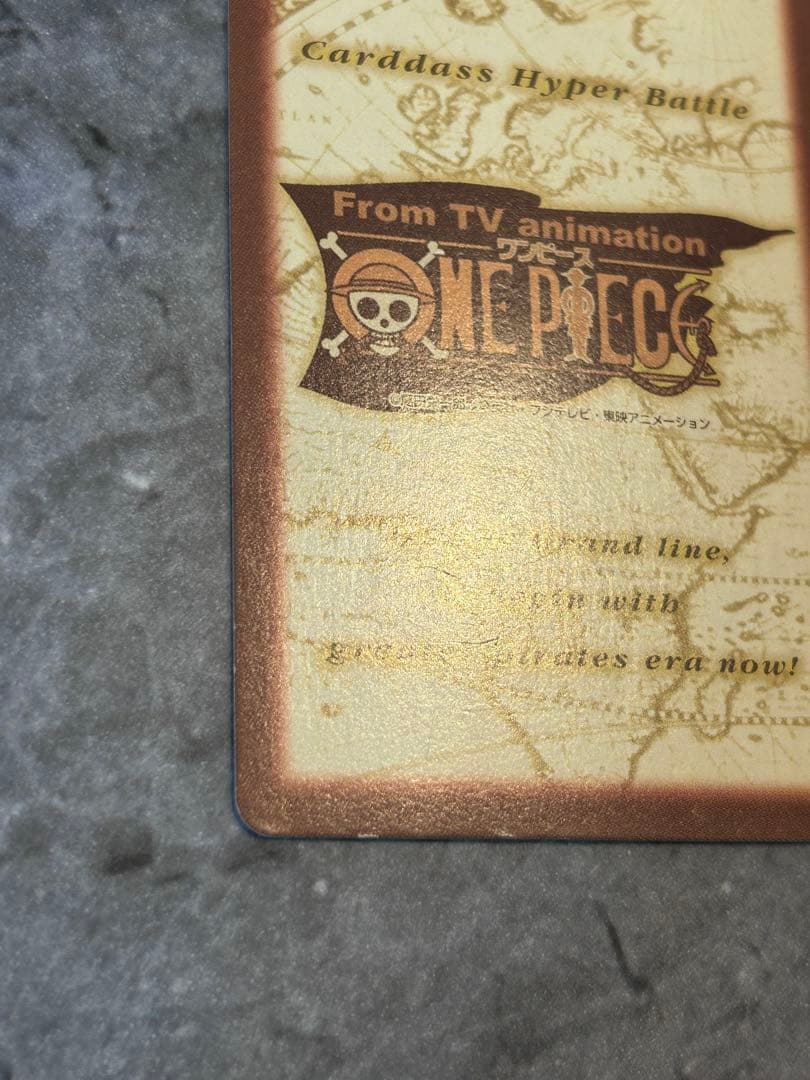 Carddass Hyper Battle
From TV animation
ワンピース
ONE PIECE
フジテレビ・東映アニメーション
line,
with
pirates era now!